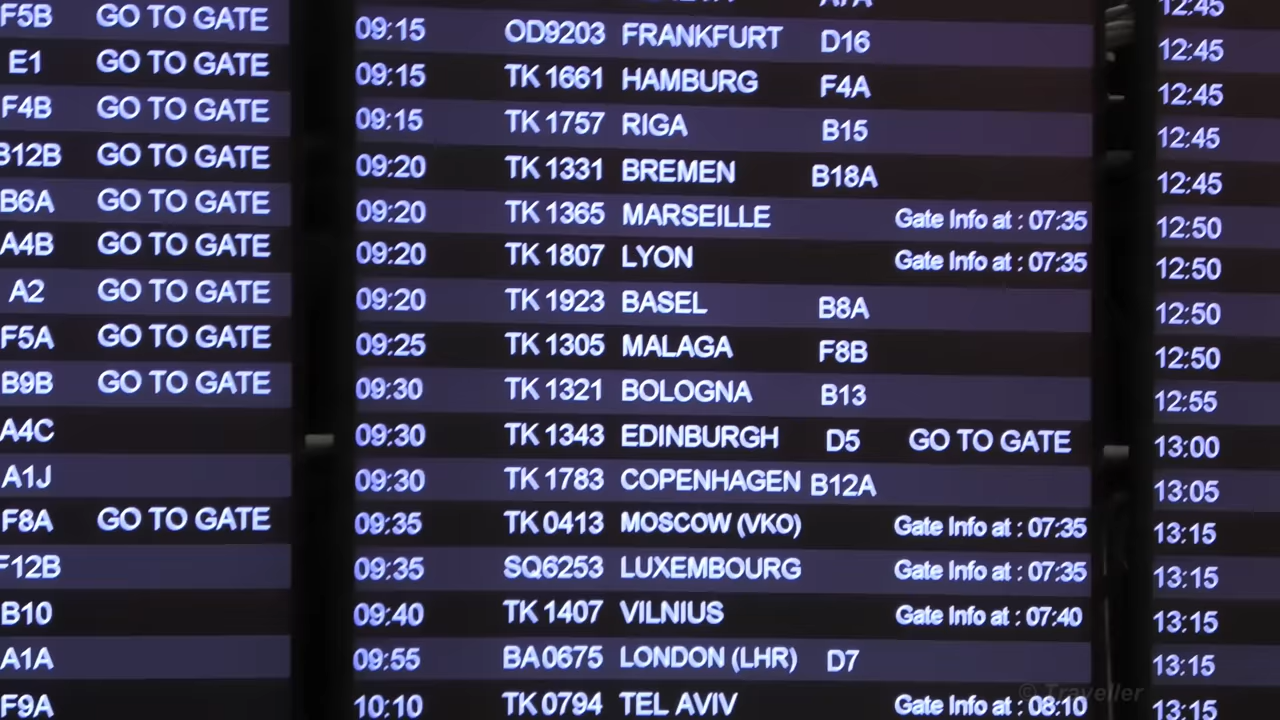 F5B GO TO GATE
E1 GO TO GATE
F4B GO TO GATE
B12B GO TO GATE
B6A GO TO GATE
A4B GO TO GATE
A2 GO TO GATE
F5A GO TO GATE
B9B GO TO GATE
A4C
A1J
F8A GO TO GATE
F12B
B10
A1A
F9A
09:15 OD9203 FRANKFURT D16
09:15 TK 1661 HAMBURG F4A
09:15 TK 1757 RIGA B15
09:20 TK 1331 BREMEN B18A
09:20 TK 1365 MARSEILLE Gate Info at : 07:35
09:20 TK 1807 LYON Gate Info at : 07:35
09:20 TK 1923 BASEL B8A
09:25 TK 1305 MALAGA F8B
09:30 TK 1321 BOLOGNA B13
09:30 TK 1343 EDINBURGH D5 GO TO GATE
09:30 TK 1783 COPENHAGEN B12A
09:35 TK 0413 MOSCOW (VKO) Gate Info at : 07:35
09:35 SQ6253 LUXEMBOURG Gate Info at : 07:35
09:40 TK 1407 VILNIUS Gate Info at : 07:40
09:55 BA0675 LONDON (LHR) D7
10:10 TK 0794 TEL AVIV Gate Info at : 08:10
12:45
12:45
12:45
12:45
12:45
12:50
12:50
12:50
12:50
12:55
13:00
13:05
13:15
13:15
13:15
13:15
13:15
© Traveller